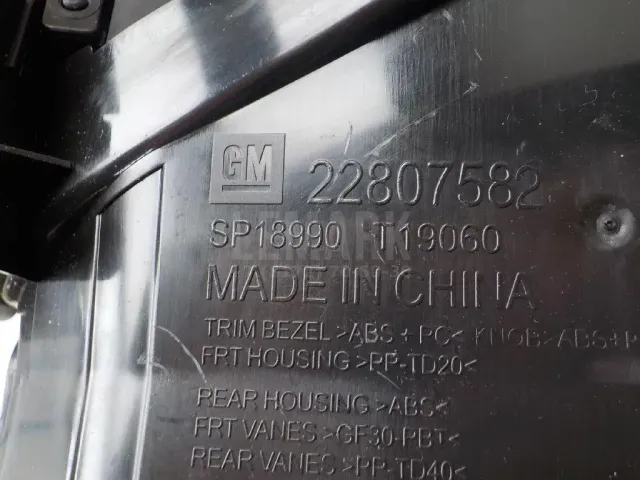 GM 22807582
SP18990 T19060
LEMARK
MADE IN CHINA
TRIM BEZEL >ABS + PC< KNOB >ABS+P
FRT HOUSING >PP-TD20<
REAR HOUSING >ABS<
FRT VANES >GF30-PBT<
REAR VANES >PP-TD40<